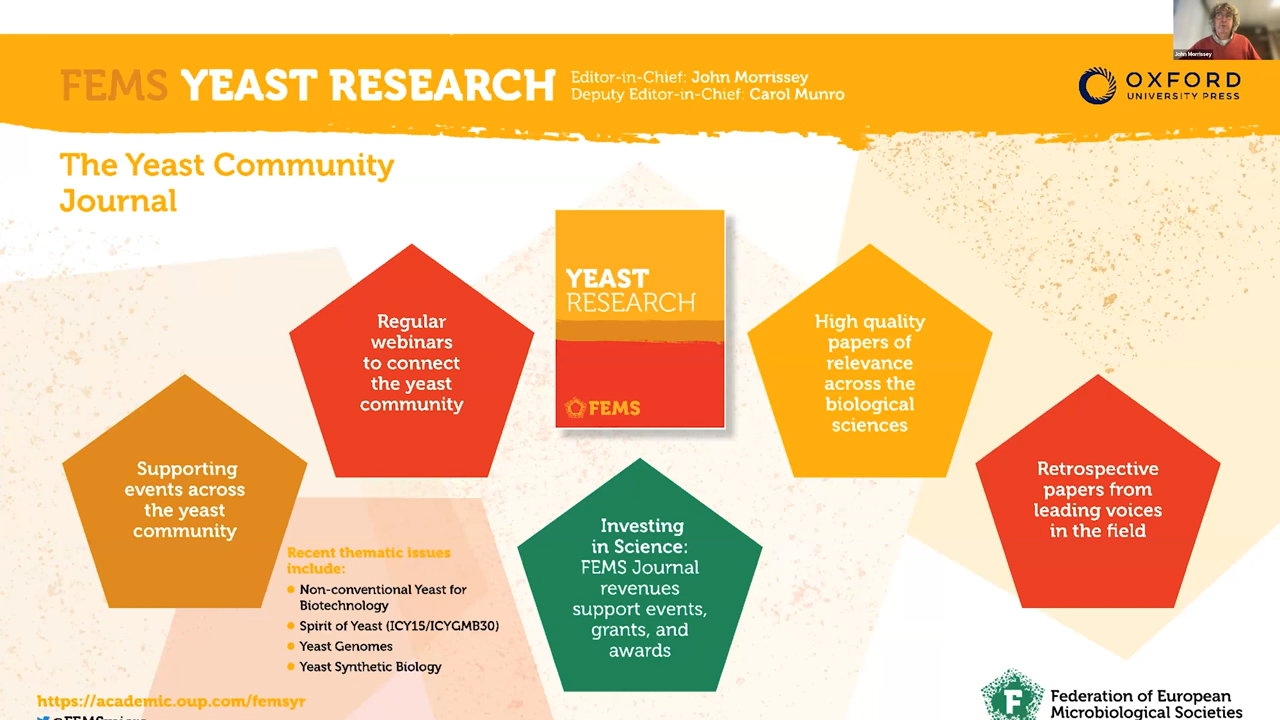 John Morrissey
FEMS YEAST RESEARCH
Editor-in-Chief: John Morrissey
Deputy Editor-in-Chief: Carol Munro
OXFORD
UNIVERSITY PRESS
The Yeast Community
Journal
YEAST
RESEARCH
FEMS
Supporting
events across
the yeast
community
Regular
webinars
to connect
the yeast
community
High quality
papers of
relevance
across the
biological
sciences
Retrospective
papers from
leading voices
in the field
Investing
in Science:
FEMS Journal
revenues
support events,
grants, and
awards
Recent thematic issues
include:
Non-conventional Yeast for
Biotechnology
Spirit of Yeast (ICY15/ICYGMB30)
Yeast Genomes
Yeast Synthetic Biology
https://academic.oup.com/femsyr
@FEMSmicro
F
Federation of European
Microbiological Societies